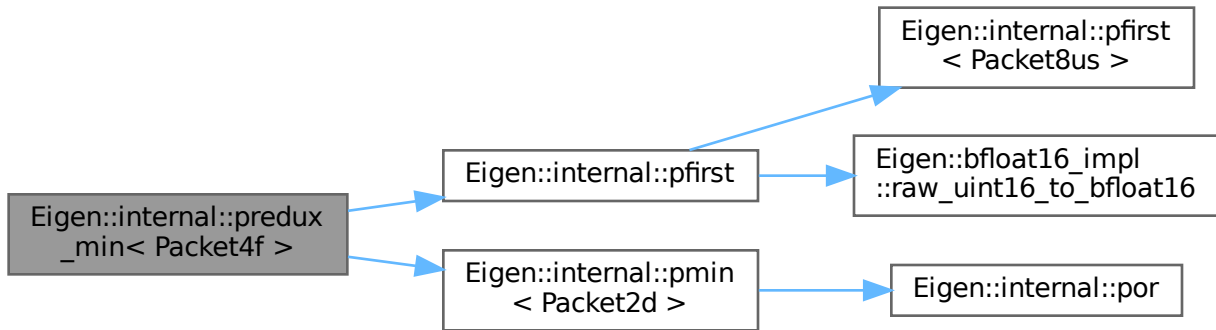 Eigen::internal::predux
_min< Packet4f >
Eigen::internal::pfirst
Eigen::internal::pmin
< Packet2d >
Eigen::internal::pfirst
< Packet8us >
Eigen::bfloat16_impl
::raw_uint16_to_bfloat16
Eigen::internal::por